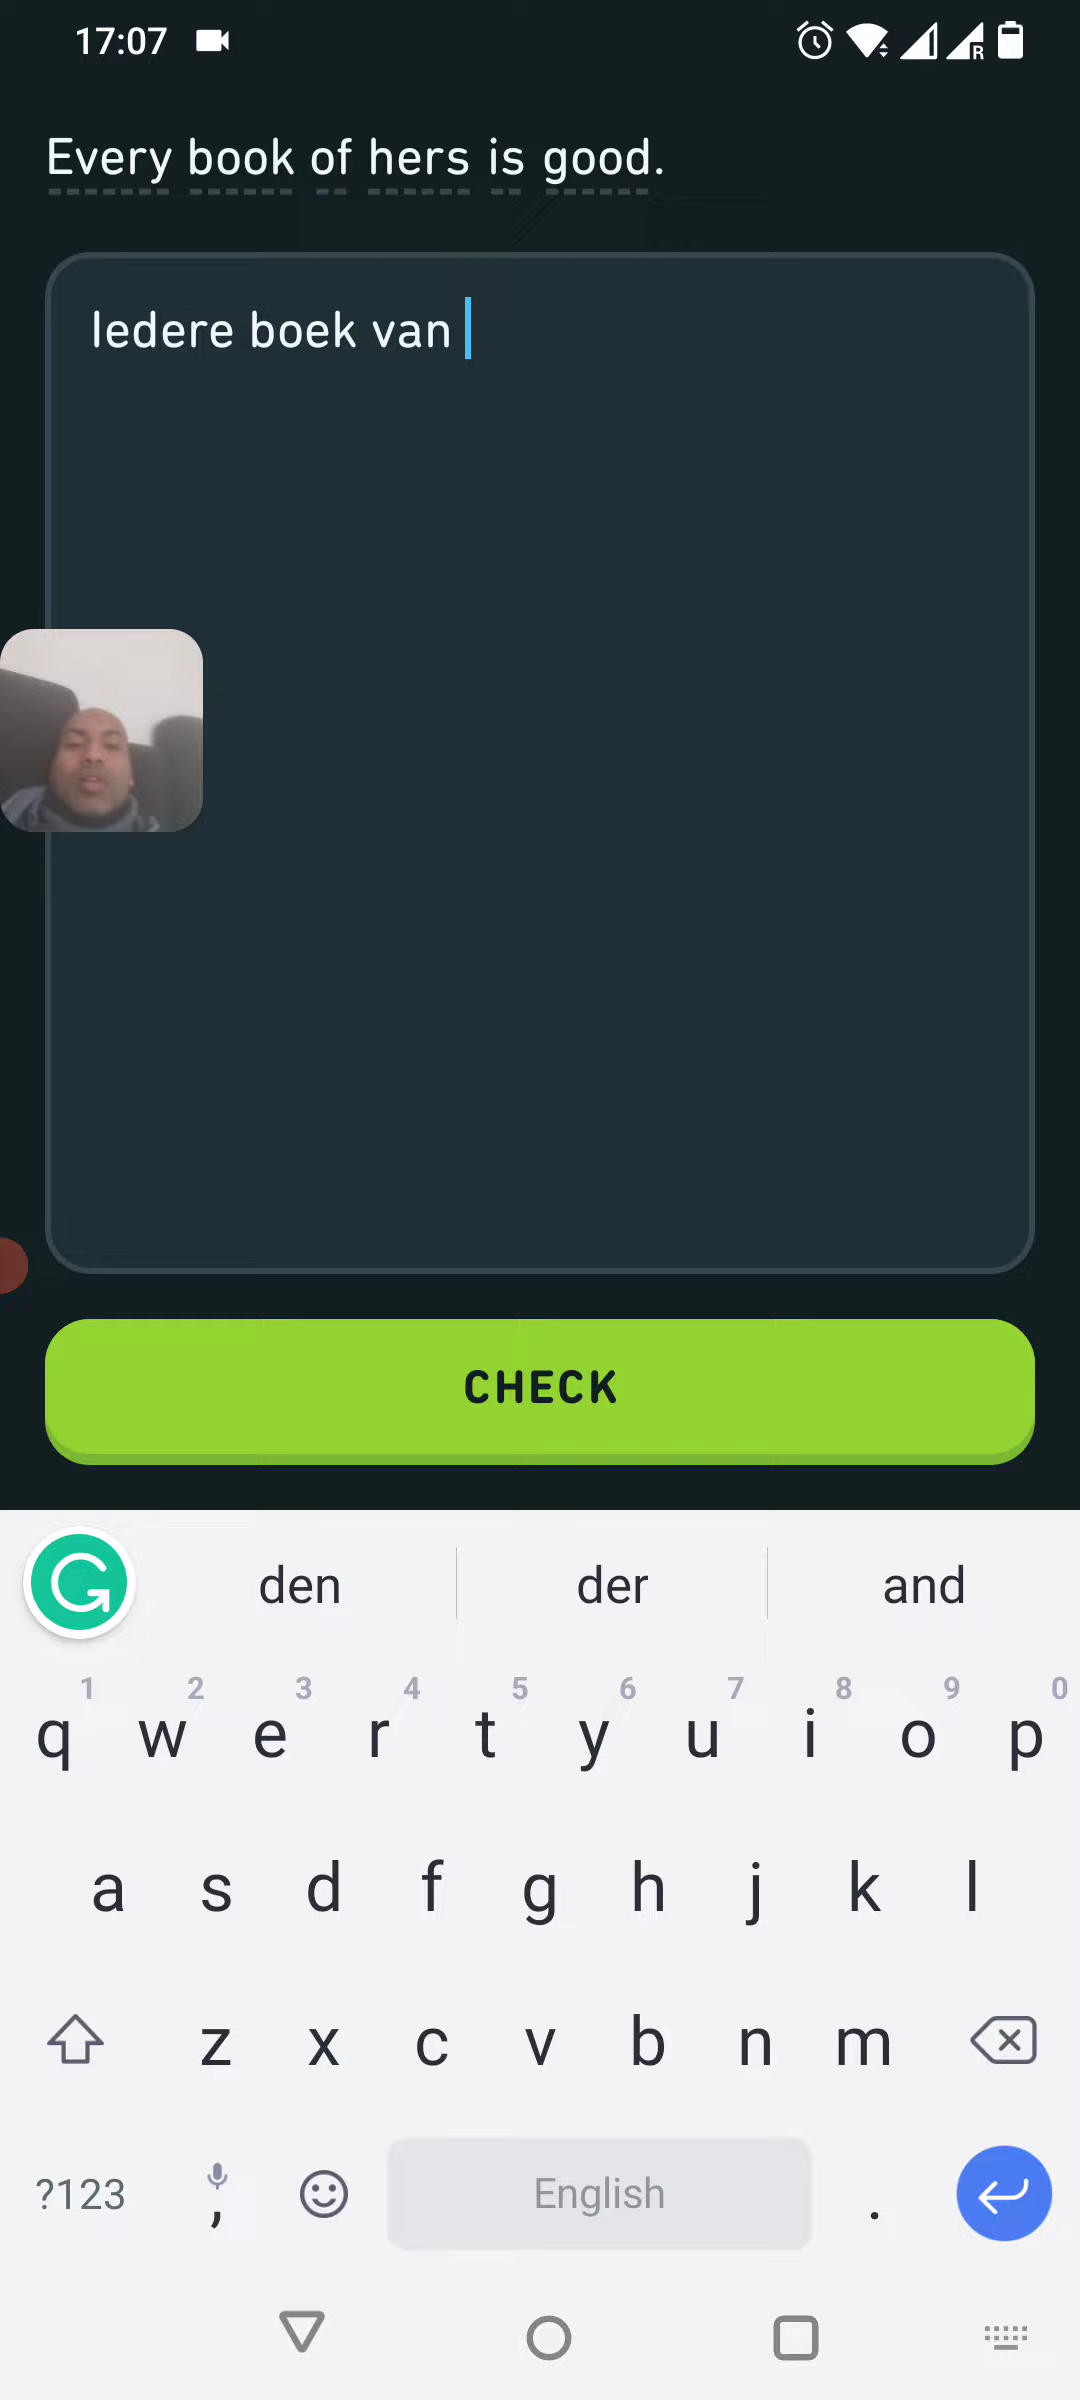 17:07
R
Every book of hers is good.
Iedere boek van
CHECK
den der and
1 2 3 4 5 6 7 8 9 0
q w e r t y u i o p
a s d f g h j k l
z x c v b n m
?123 , English .